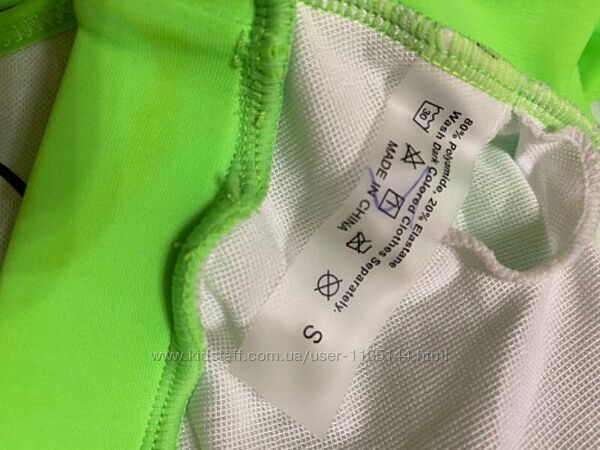 80% Polyamide, 20% Elastane
Wash Dark Colored Clothes Separately.
30
MADE IN CHINA
S
www.kidstaff.com.ua/user-1185144.html